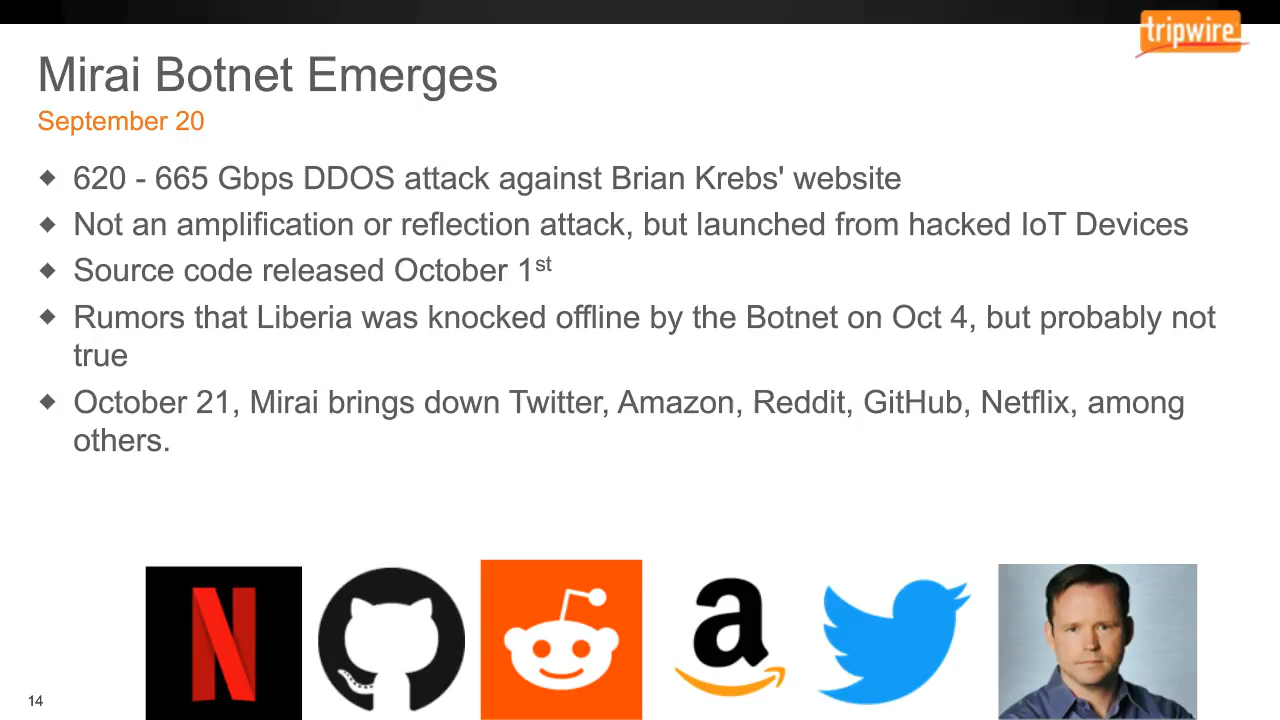 tripwire
Mirai Botnet Emerges
September 20
◆ 620 - 665 Gbps DDOS attack against Brian Krebs' website
◆ Not an amplification or reflection attack, but launched from hacked IoT Devices
◆ Source code released October 1st
◆ Rumors that Liberia was knocked offline by the Botnet on Oct 4, but probably not
true
◆ October 21, Mirai brings down Twitter, Amazon, Reddit, GitHub, Netflix, among
others.
N
a
14